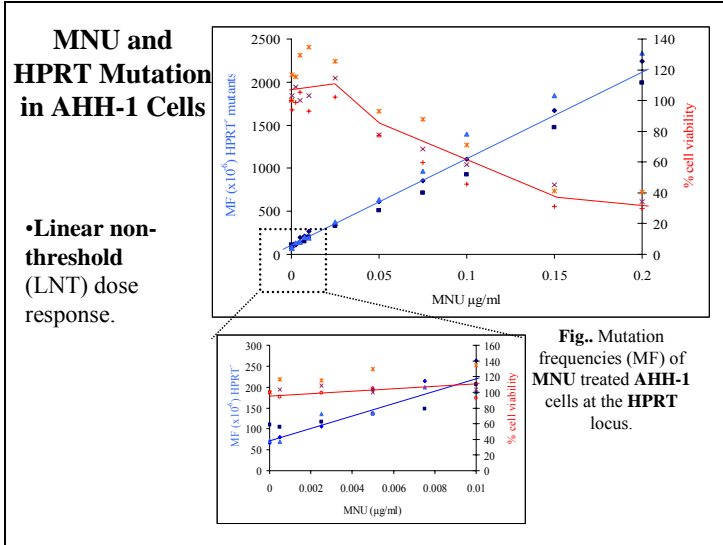 MNU and
HPRT Mutation
in AHH-1 Cells
•Linear non-
threshold
(LNT) dose
response.
MF (x10-6) HPRT- mutants
2500
2000
1500
1000
500
0
0
0.05
0.1
0.15
0.2
MNU µg/ml
140
120
100
80
60
40
20
0
% cell viability
MF (x10-6) HPRT-
300
250
200
150
100
50
0
0
0.002
0.004
0.006
0.008
0.01
MNU (µg/ml)
160
140
120
100
80
60
40
20
0
% cell viability
Fig.. Mutation
frequencies (MF) of
MNU treated AHH-1
cells at the HPRT
locus.